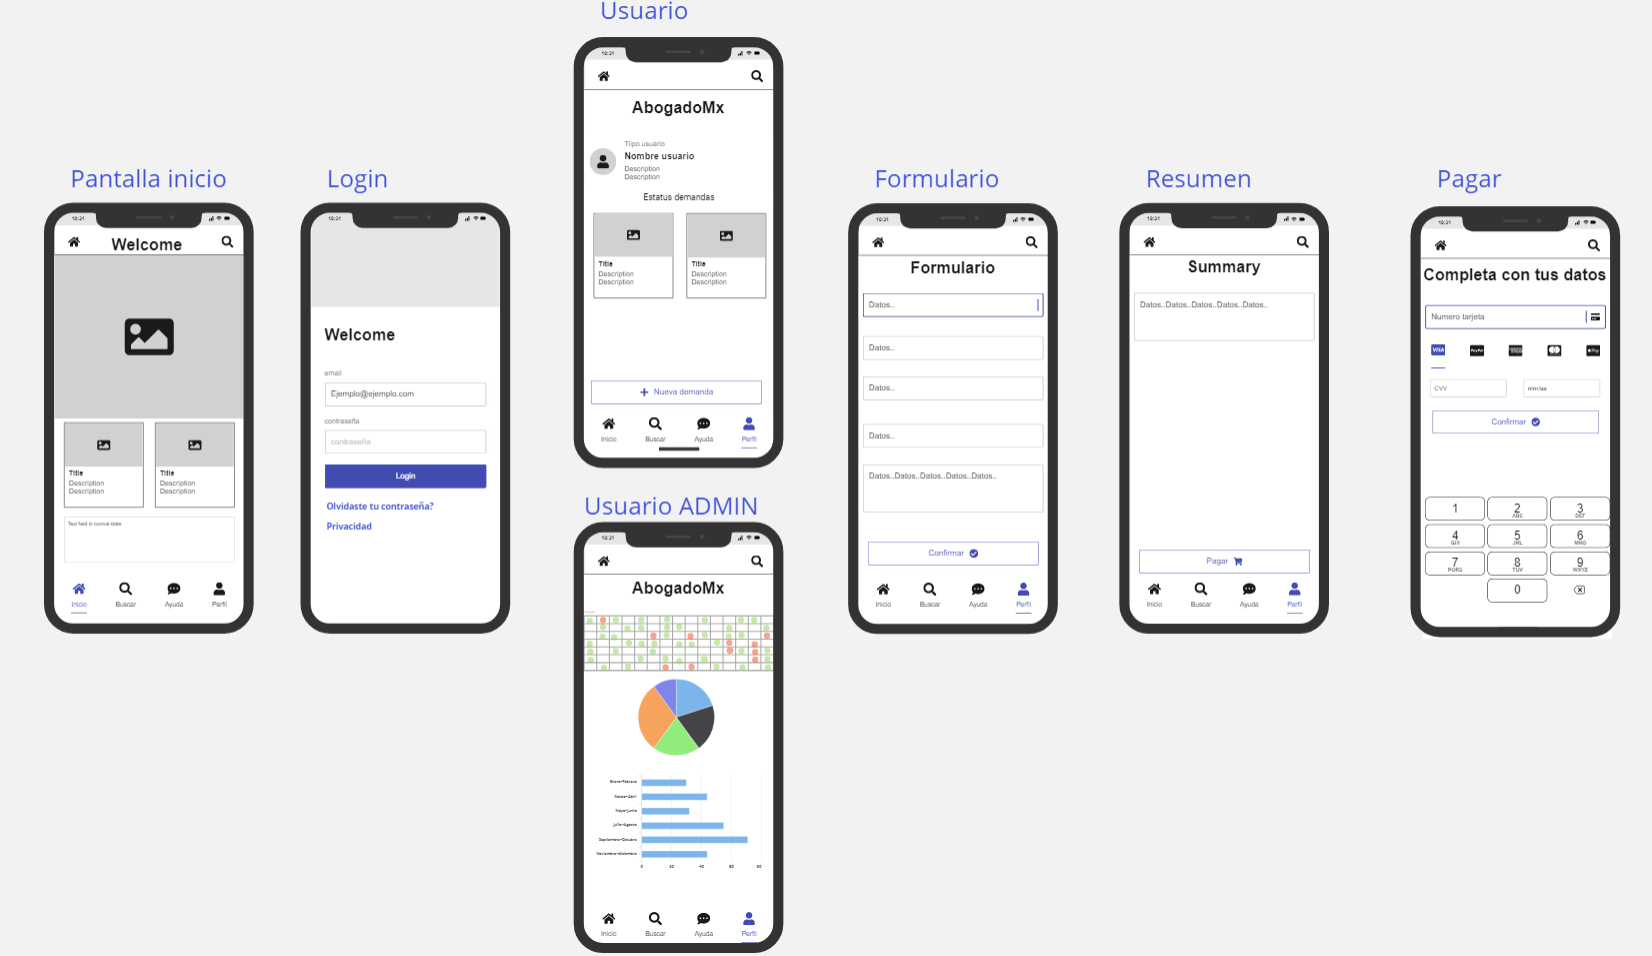 Usuario
10:21
AbogadoMx
Tiipo usuario
Nombre usuario
Description
Description
Estatus demandas
Title
Description
Description
Title
Description
Description
Nueva demanda
Inicio
Buscar
Ayuda
Perfil
Pantalla inicio
10:21
Welcome
Title
Description
Description
Title
Description
Description
Text field in normal state
Inicio
Buscar
Ayuda
Perfil
Login
10:21
Welcome
email
Ejemplo@ejemplo.com
contraseña
contraseña
Login
Olvidaste tu contraseña?
Privacidad
Usuario ADMIN
10:21
AbogadoMx
Enero-Febrero
Marzo-Abril
Mayo-Junio
Julio-Agosto
Septiembre-Octubre
Noviembre-diciembre
0 20 40 60 80
Inicio
Buscar
Ayuda
Perfil
Formulario
10:21
Formulario
Datos..
Datos..
Datos..
Datos..
Datos..Datos..Datos..Datos..Datos..
Confirmar
Inicio
Buscar
Ayuda
Perfil
Resumen
10:21
Summary
Datos..Datos..Datos..Datos..Datos..
Pagar
Inicio
Buscar
Ayuda
Perfil
Pagar
10:21
Completa con tus datos
Numero tarjeta
VISA
PayPal
Pay
CVV
mm/aa
Confirmar
1
2
ABC
3
DEF
4
GHI
5
JKL
6
MNO
7
PQRS
8
TUV
9
WXYZ
0